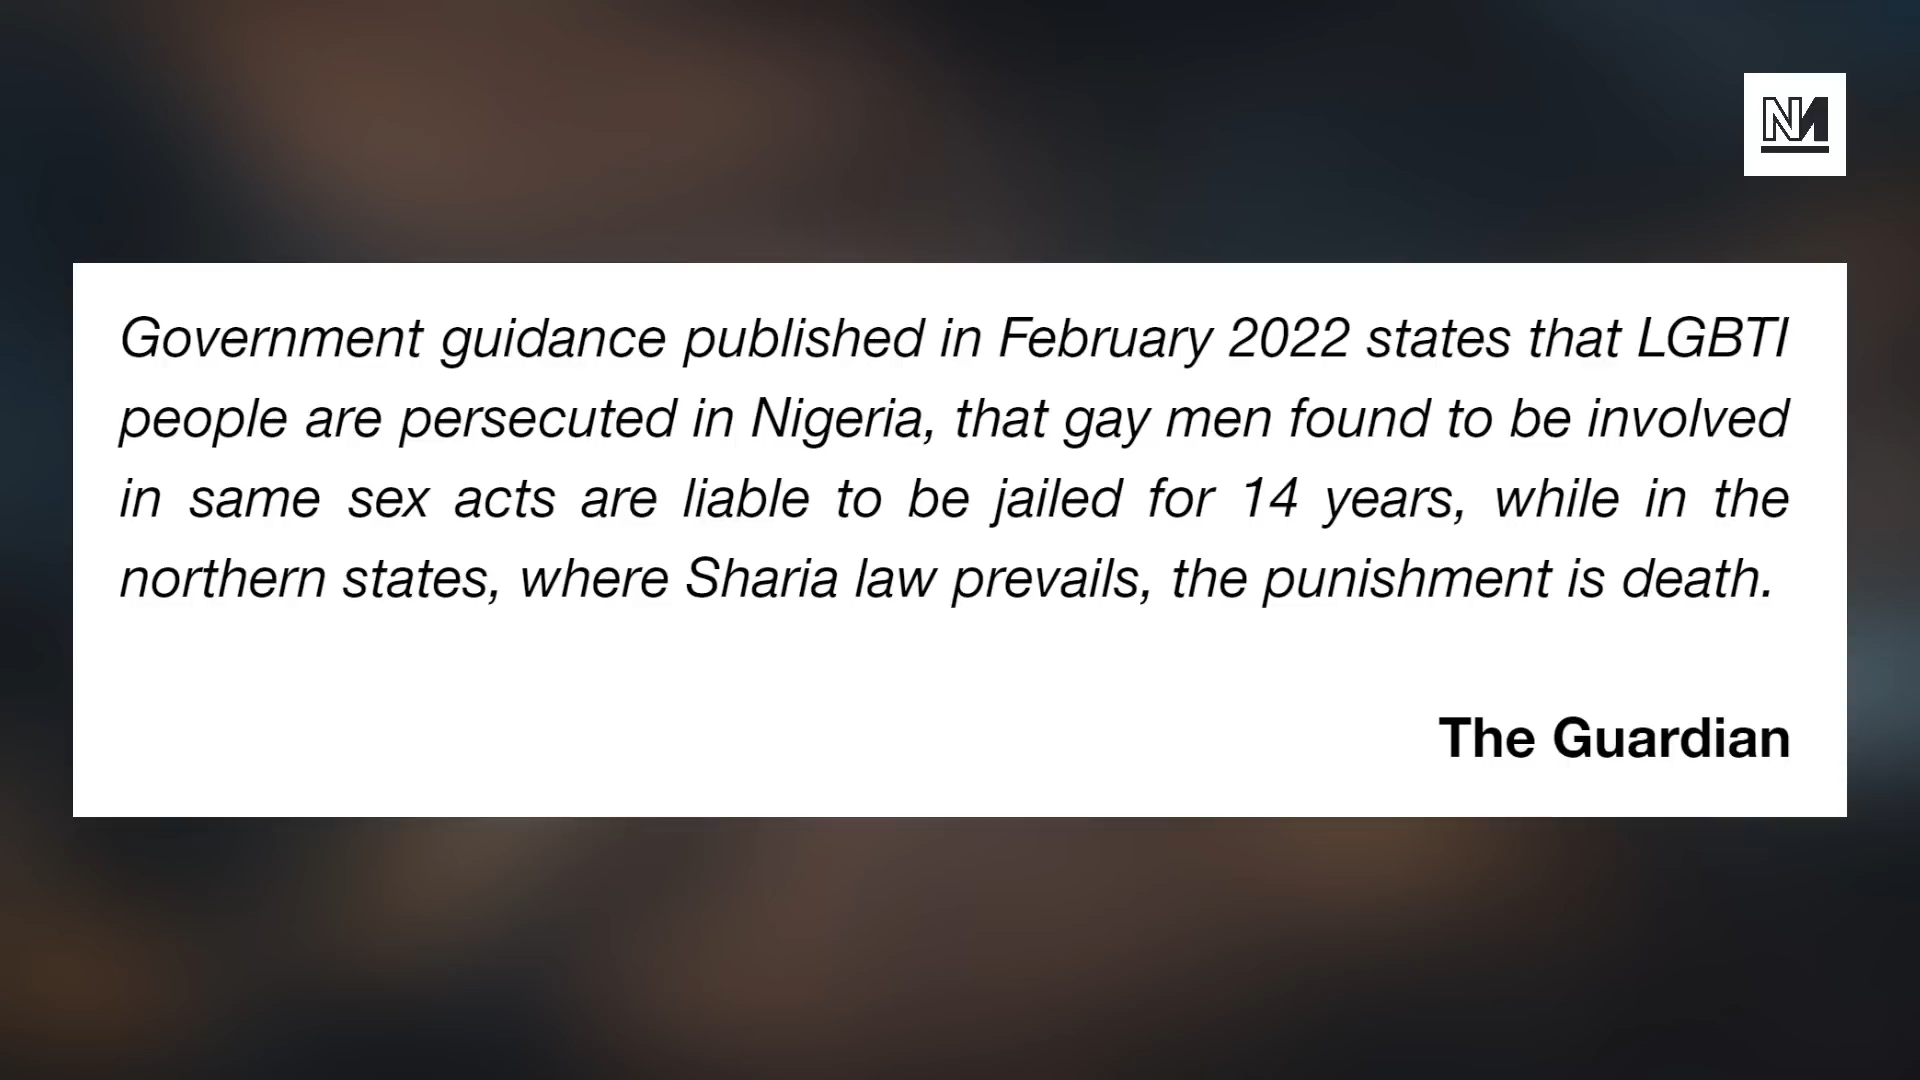 NM
Government guidance published in February 2022 states that LGBTI
people are persecuted in Nigeria, that gay men found to be involved
in same sex acts are liable to be jailed for 14 years, while in the
northern states, where Sharia law prevails, the punishment is death.
The Guardian